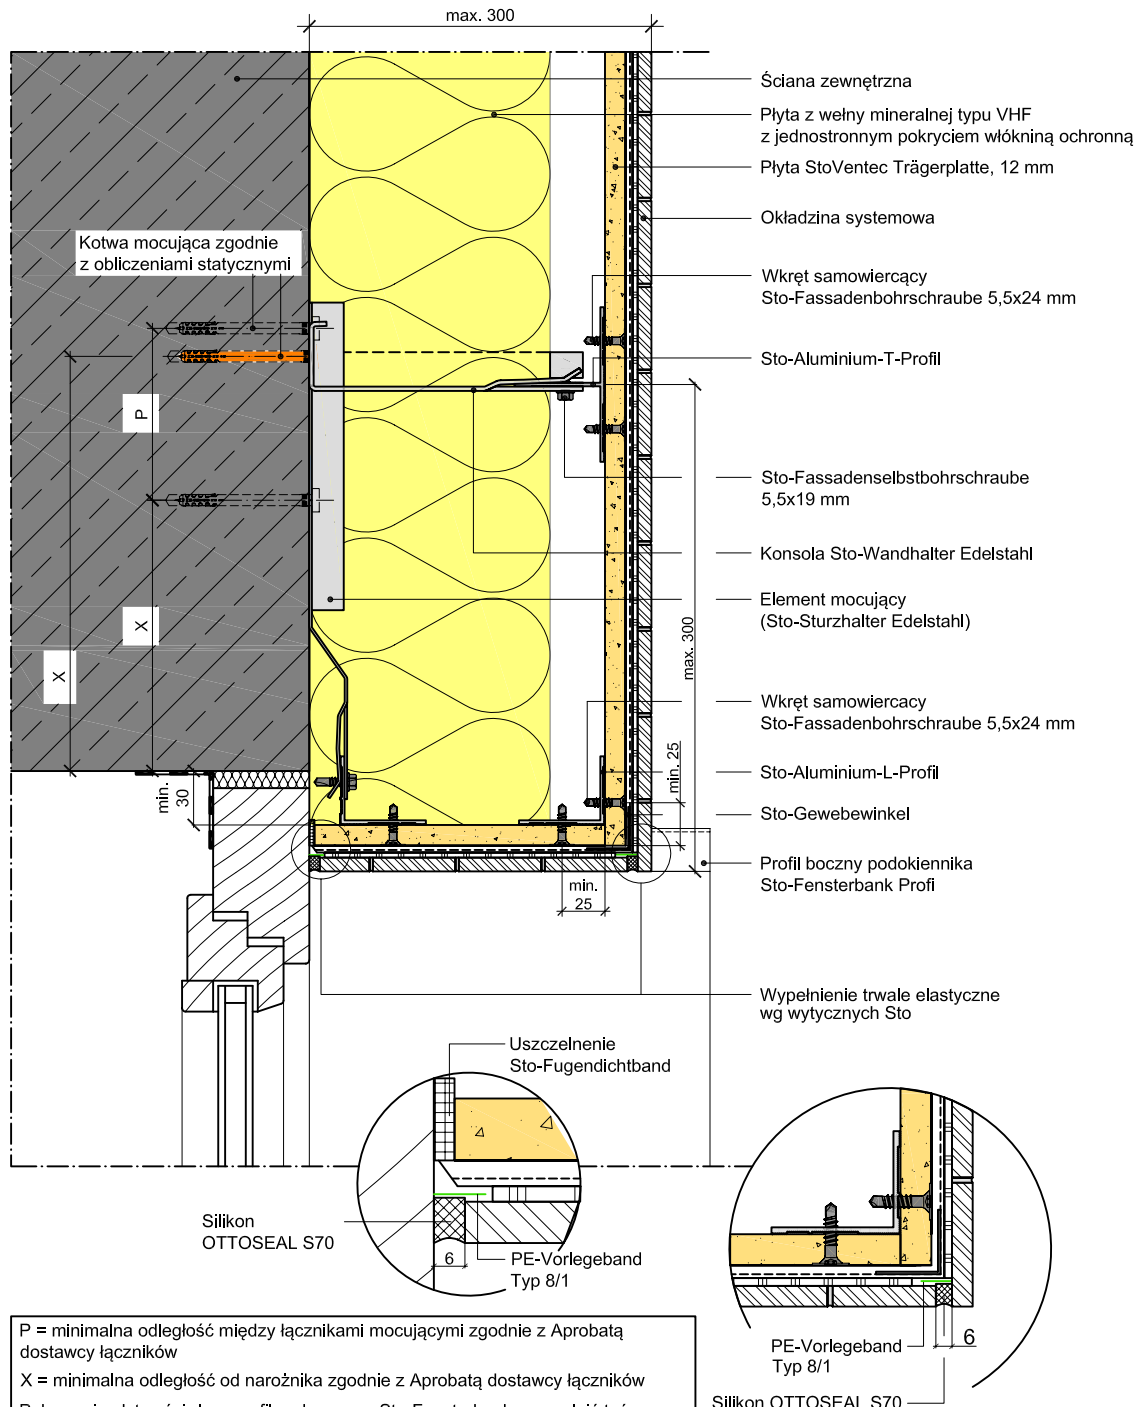 max. 300
Ściana zewnętrzna
Płyta z wełny mineralnej typu VHF
z jednostronnym pokryciem włókniną ochronną
Płyta StoVentec Trägerplatte, 12 mm
Okładzina systemowa
Kotwa mocująca zgodnie
z obliczeniami statycznymi
Wkręt samowiercący
Sto-Fassadenbohrschraube 5,5x24 mm
Sto-Aluminium-T-Profil
P
Sto-Fassadenselbstbohrschraube
5,5x19 mm
Konsola Sto-Wandhalter Edelstahl
Element mocujący
(Sto-Sturzhalter Edelstahl)
X
X
max. 300
Wkręt samowiercacy
Sto-Fassadenbohrschraube 5,5x24 mm
min. 25
Sto-Aluminium-L-Profil
min.
30
Sto-Gewebewinkel
Profil boczny podokiennika
Sto-Fensterbank Profi
min.
25
Wypełnienie trwale elastyczne
wg wytycznych Sto
Uszczelnenie
Sto-Fugendichtband
Silikon
OTTOSEAL S70
6
PE-Vorlegeband
Typ 8/1
6
PE-Vorlegeband
Typ 8/1
Silikon OTTOSEAL S70
P = minimalna odległość między łącznikami mocującymi zgodnie z Aprobatą
dostawcy łączników
X = minimalna odległość od narożnika zgodnie z Aprobatą dostawcy łączników